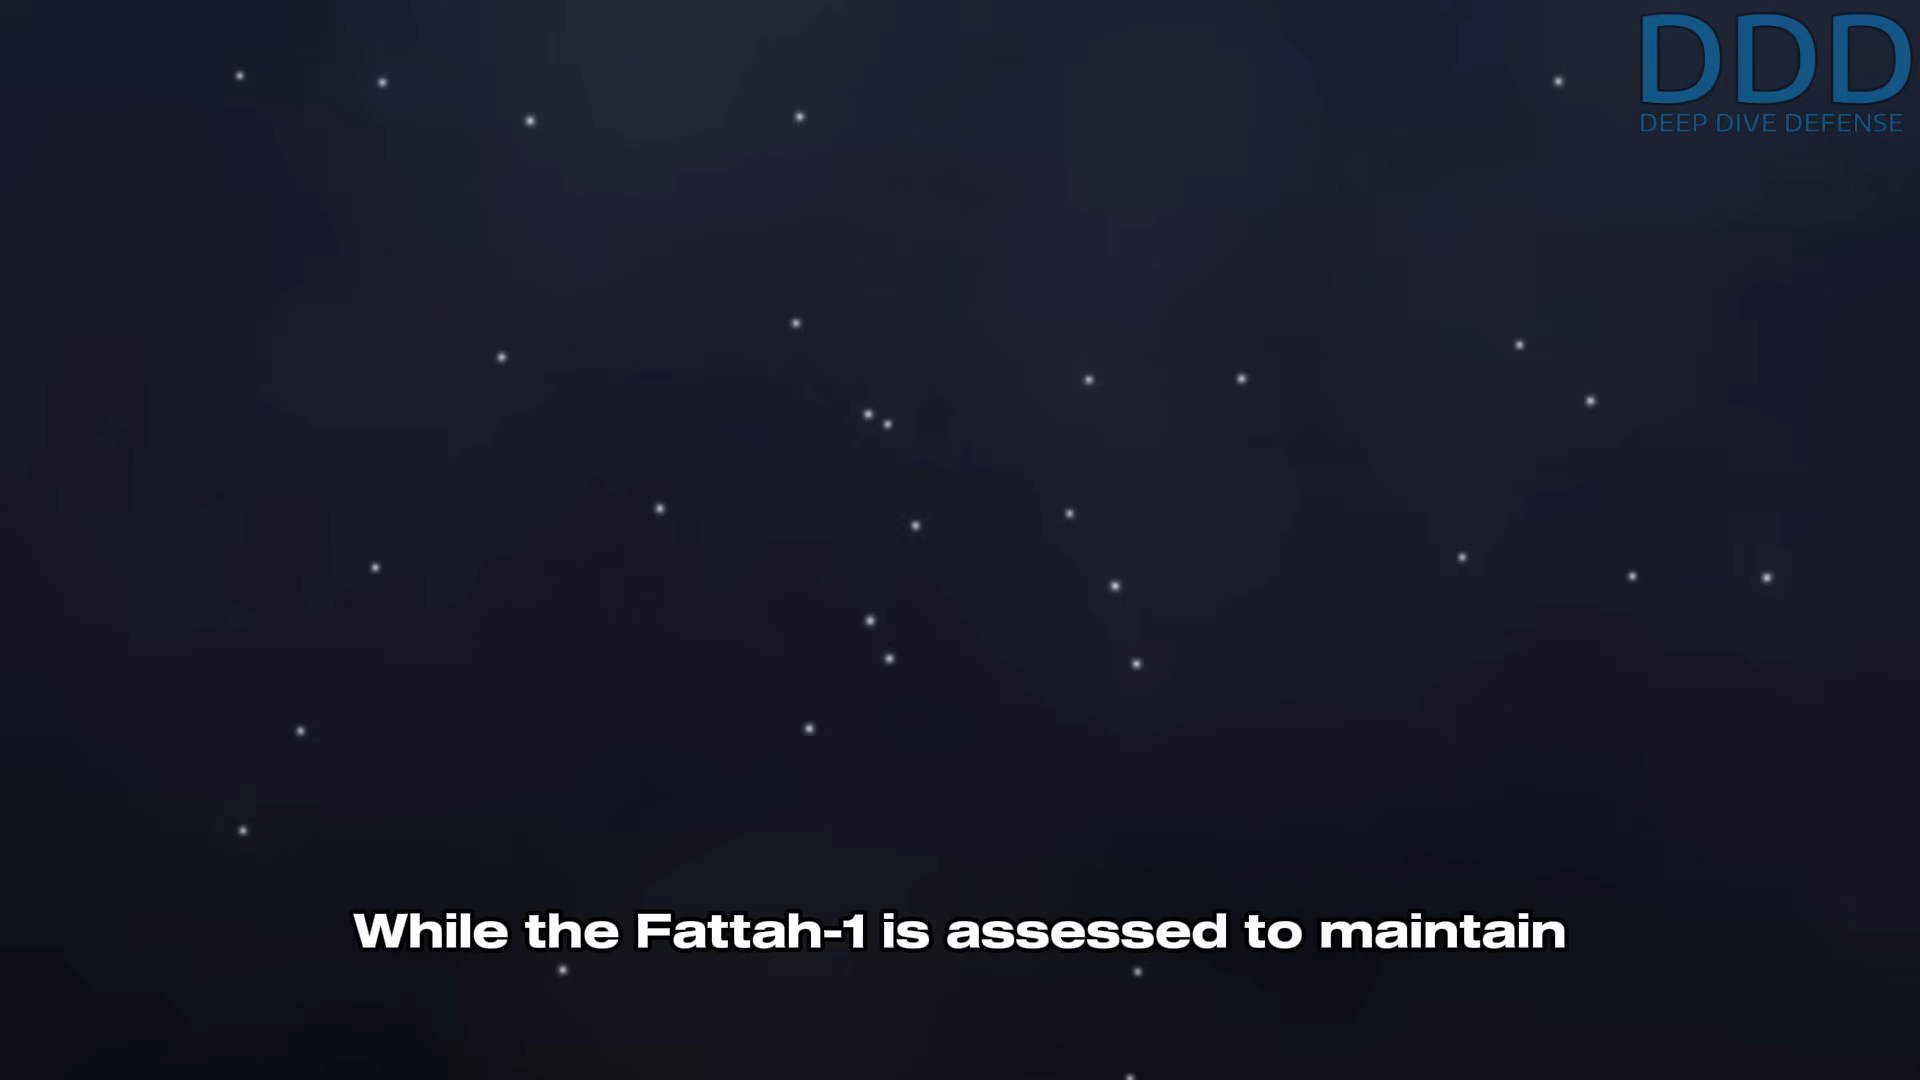 DDD
DEEP DIVE DEFENSE
While the Fattah-1 is assessed to maintain